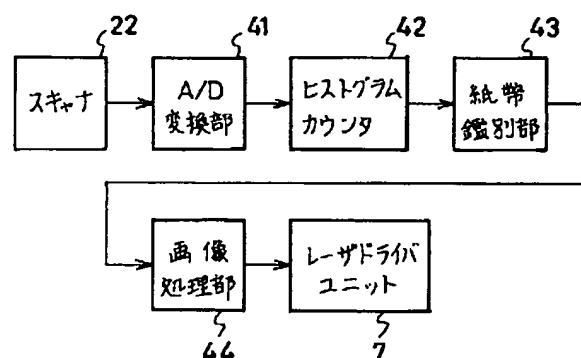 22
41
42
43
スキャナ
A/D
変換部
ヒストグラム
カウンタ
紙幣
鑑別部
画像
処理部
レーザドライバ
ユニット
44
7